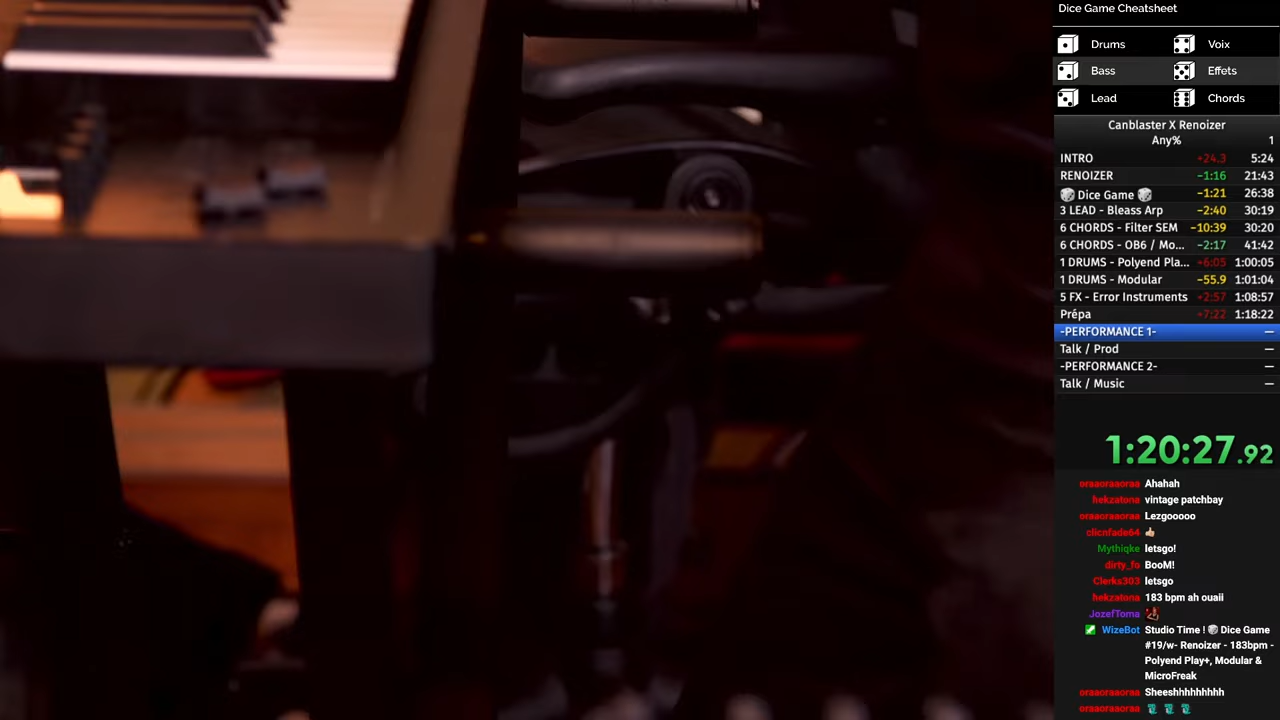 Dice Game Cheatsheet
Drums
Voix
Bass
Effets
Lead
Chords
Canblaster X Renoizer
Any% 1
INTRO +24.3 5:24
RENOIZER −1:16 21:43
🎲 Dice Game 🎲 −1:21 26:38
3 LEAD - Bleass Arp −2:40 30:19
6 CHORDS - Filter SEM −10:39 30:20
6 CHORDS - OB6 / Mo... −2:17 41:42
1 DRUMS - Polyend Pla... +6:05 1:00:05
1 DRUMS - Modular −55.9 1:01:04
5 FX - Error Instruments +2:57 1:08:57
Prépa +7:22 1:18:22
-PERFORMANCE 1- —
Talk / Prod —
-PERFORMANCE 2- —
Talk / Music —
1:20:27.92
oraaoraaoraa Ahahah
hekzatona vintage patchbay
oraaoraaoraa Lezgooooo
clicnfade64 👍🏼
Mythiqke letsgo!
dirty_fo BooM!
Clerks303 letsgo
hekzatona 183 bpm ah ouaii
JozefToma
WizeBot Studio Time ! 🎲 Dice Game
#19/w- Renoizer - 183bpm -
Polyend Play+, Modular &
MicroFreak
oraaoraaoraa Sheeshhhhhhhh
oraaoraaoraa